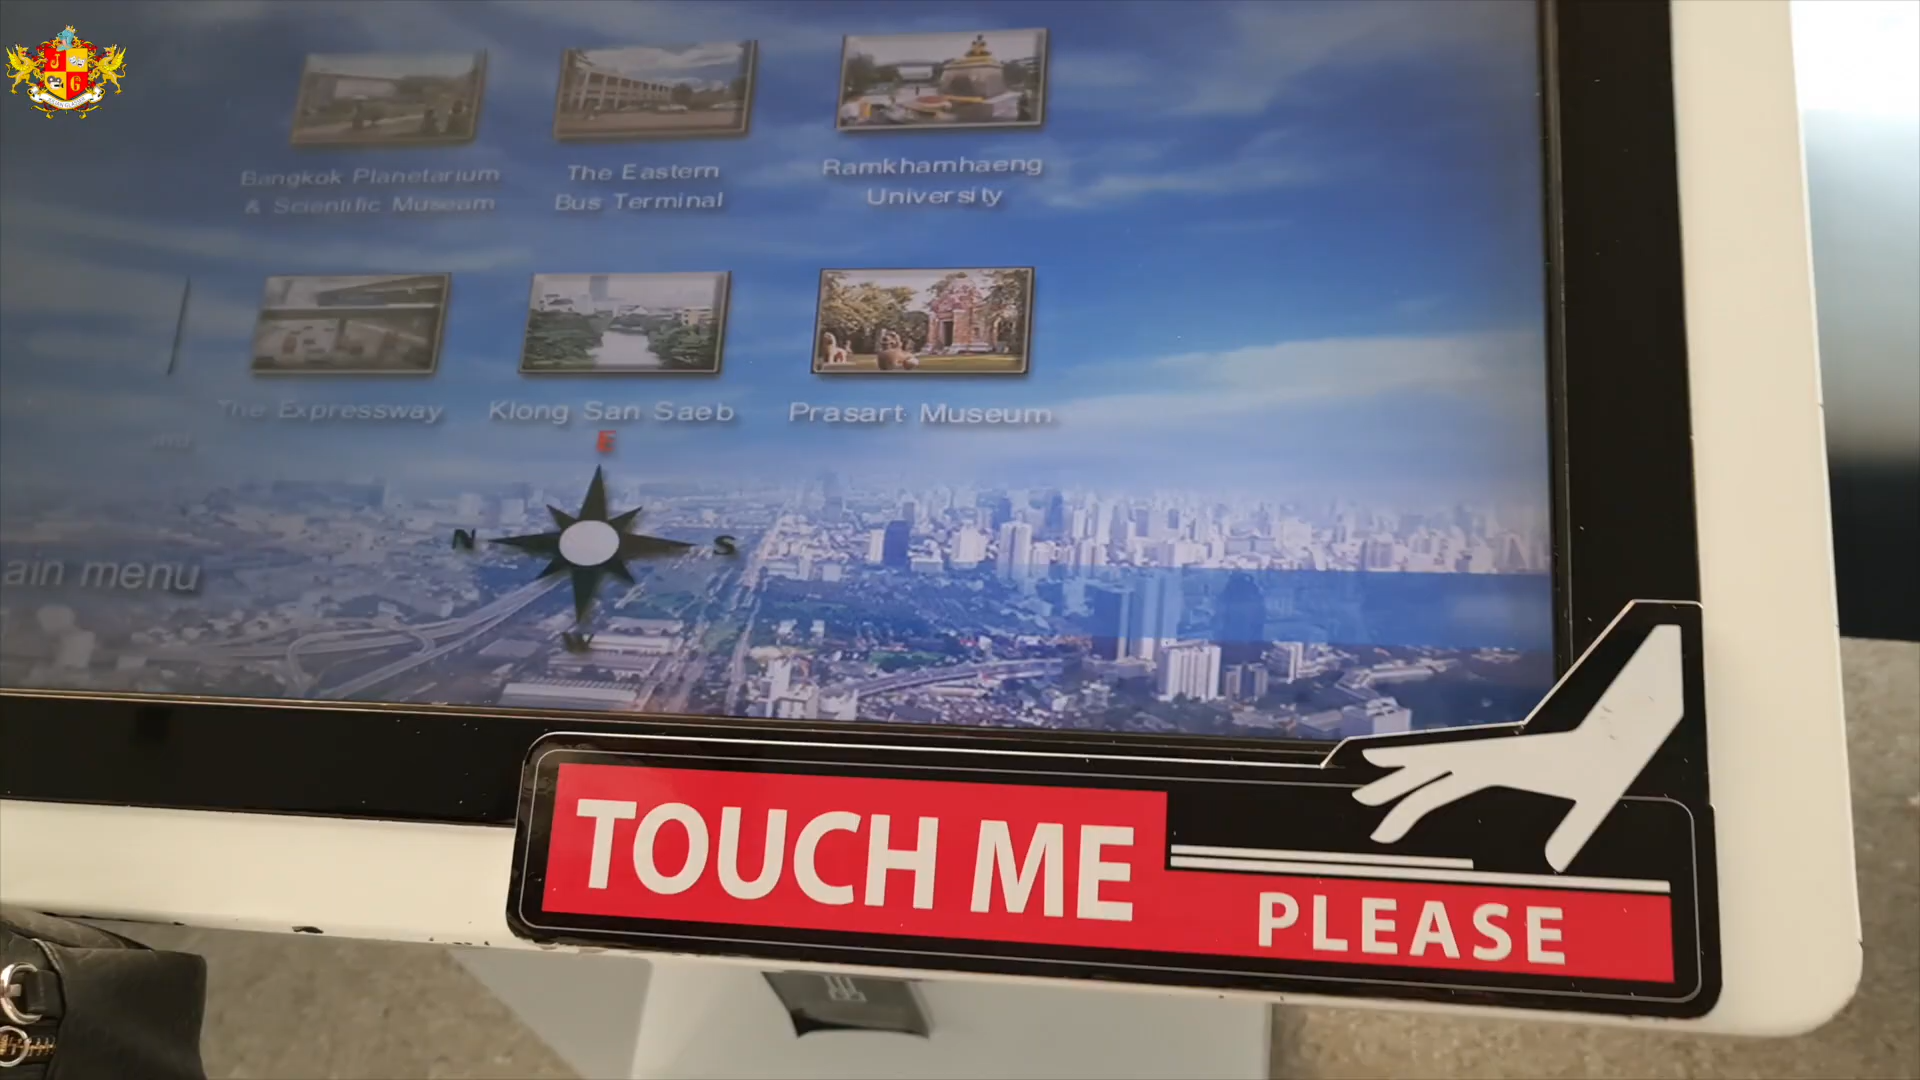 J
G
Bangkok Planetarium
& Scientific Museam
The Eastern
Bus Terminal
Ramkhamhaeng
University
The Expressway
Klong San Saeb
Prasart Museum
E
N
S
W
ain menu
TOUCH ME
PLEASE